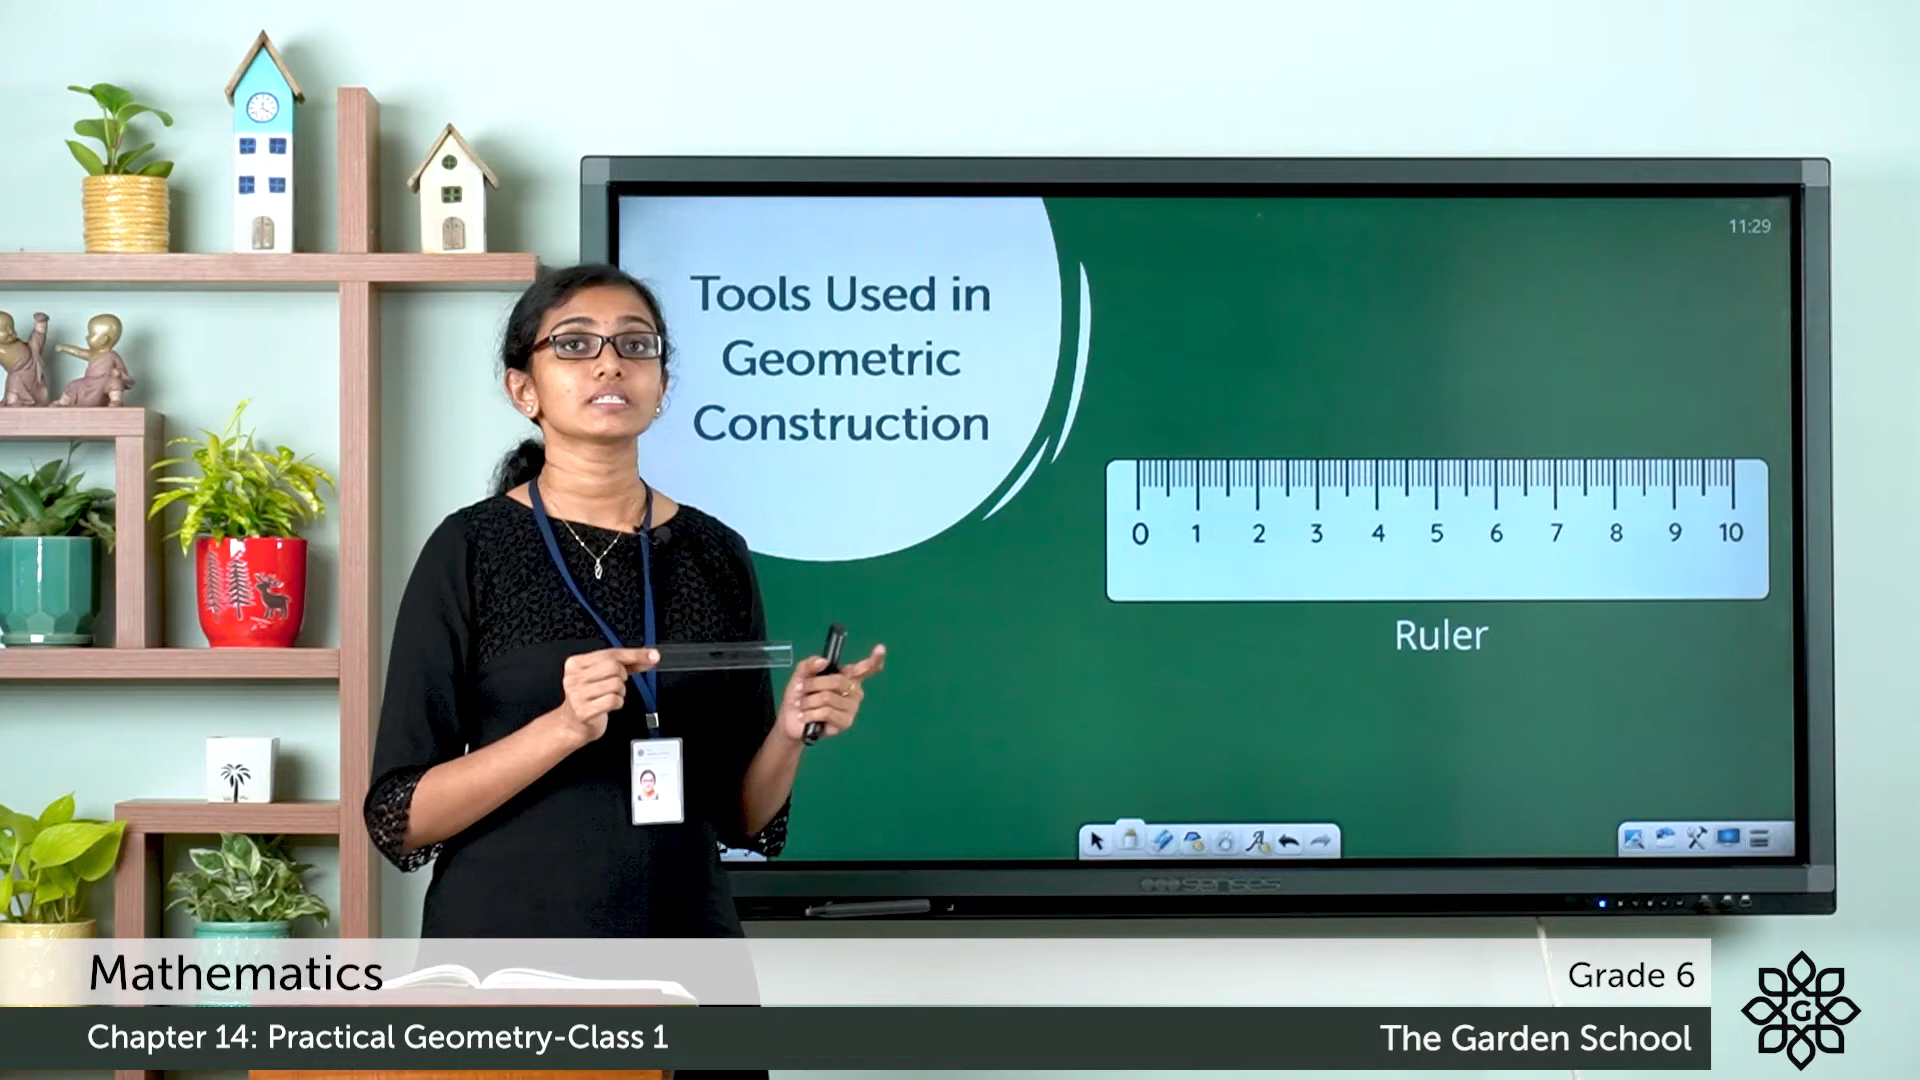 11:29
Tools Used in
Geometric
Construction
0 1 2 3 4 5 6 7 8 9 10
Ruler
senses
Mathematics
Grade 6
Chapter 14: Practical Geometry-Class 1
The Garden School
G